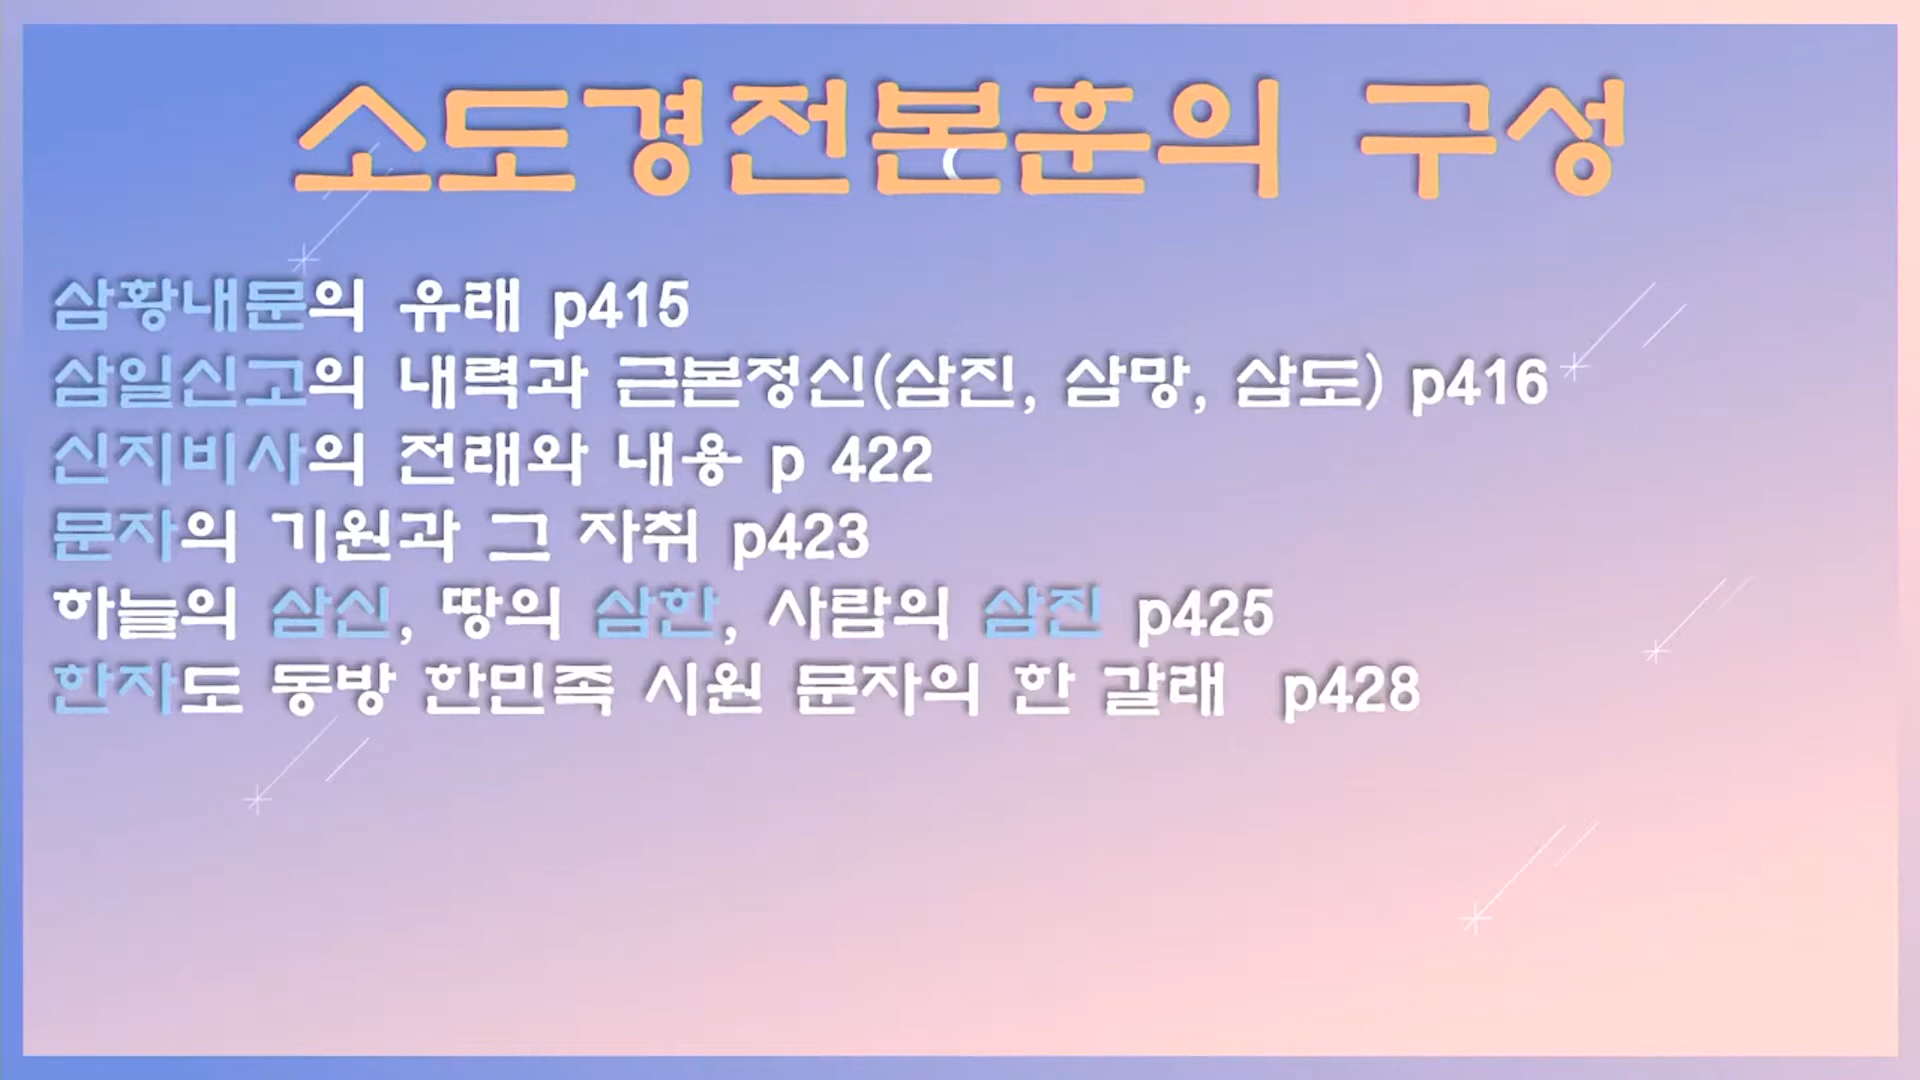 소도경전본훈의 구성
삼황내문의 유래 p415
삼일신고의 내력과 근본정신(삼진, 삼망, 삼도) p416
신지비사의 전래와 내용 p 422
문자의 기원과 그 자취 p423
하늘의 삼신, 땅의 삼한, 사람의 삼진 p425
한자도 동방 한민족 시원 문자의 한 갈래 p428